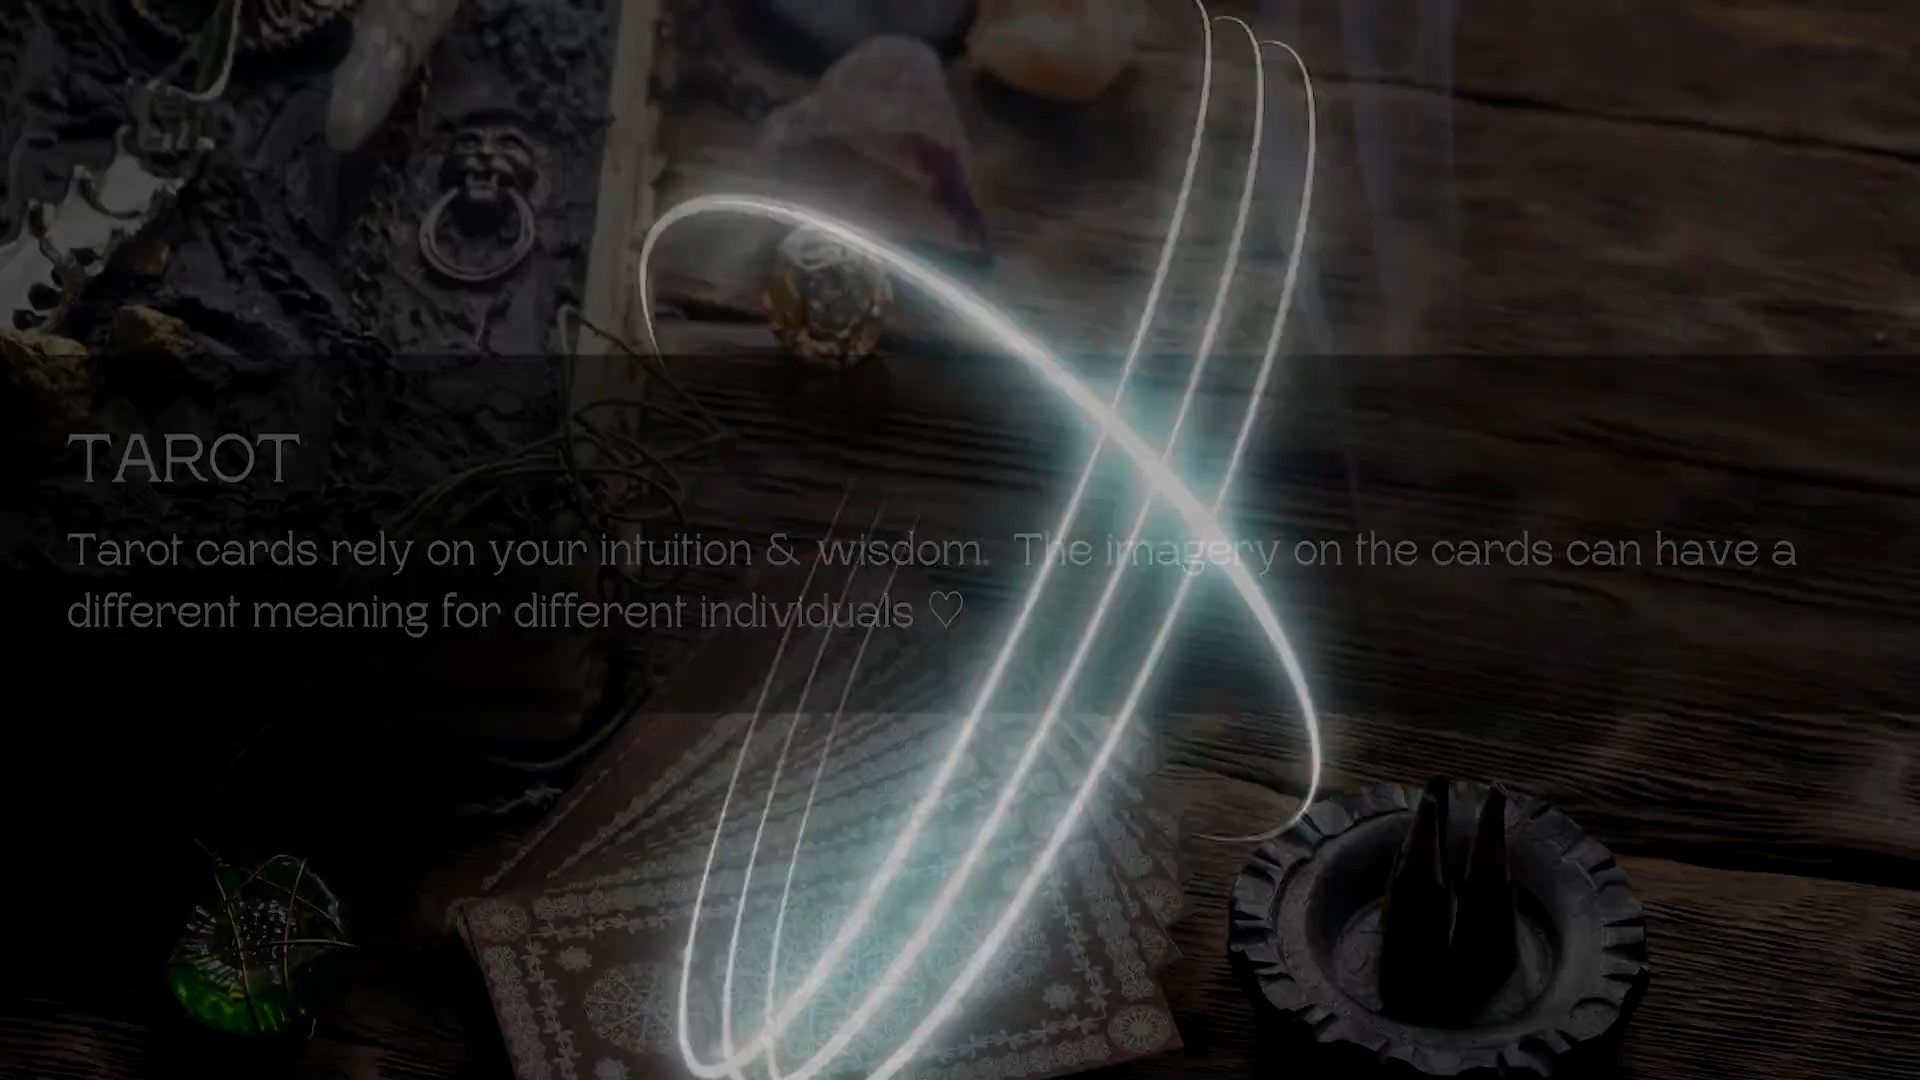 TAROT
Tarot cards rely on your intuition & wisdom. The imagery on the cards can have a
different meaning for different individuals ♡